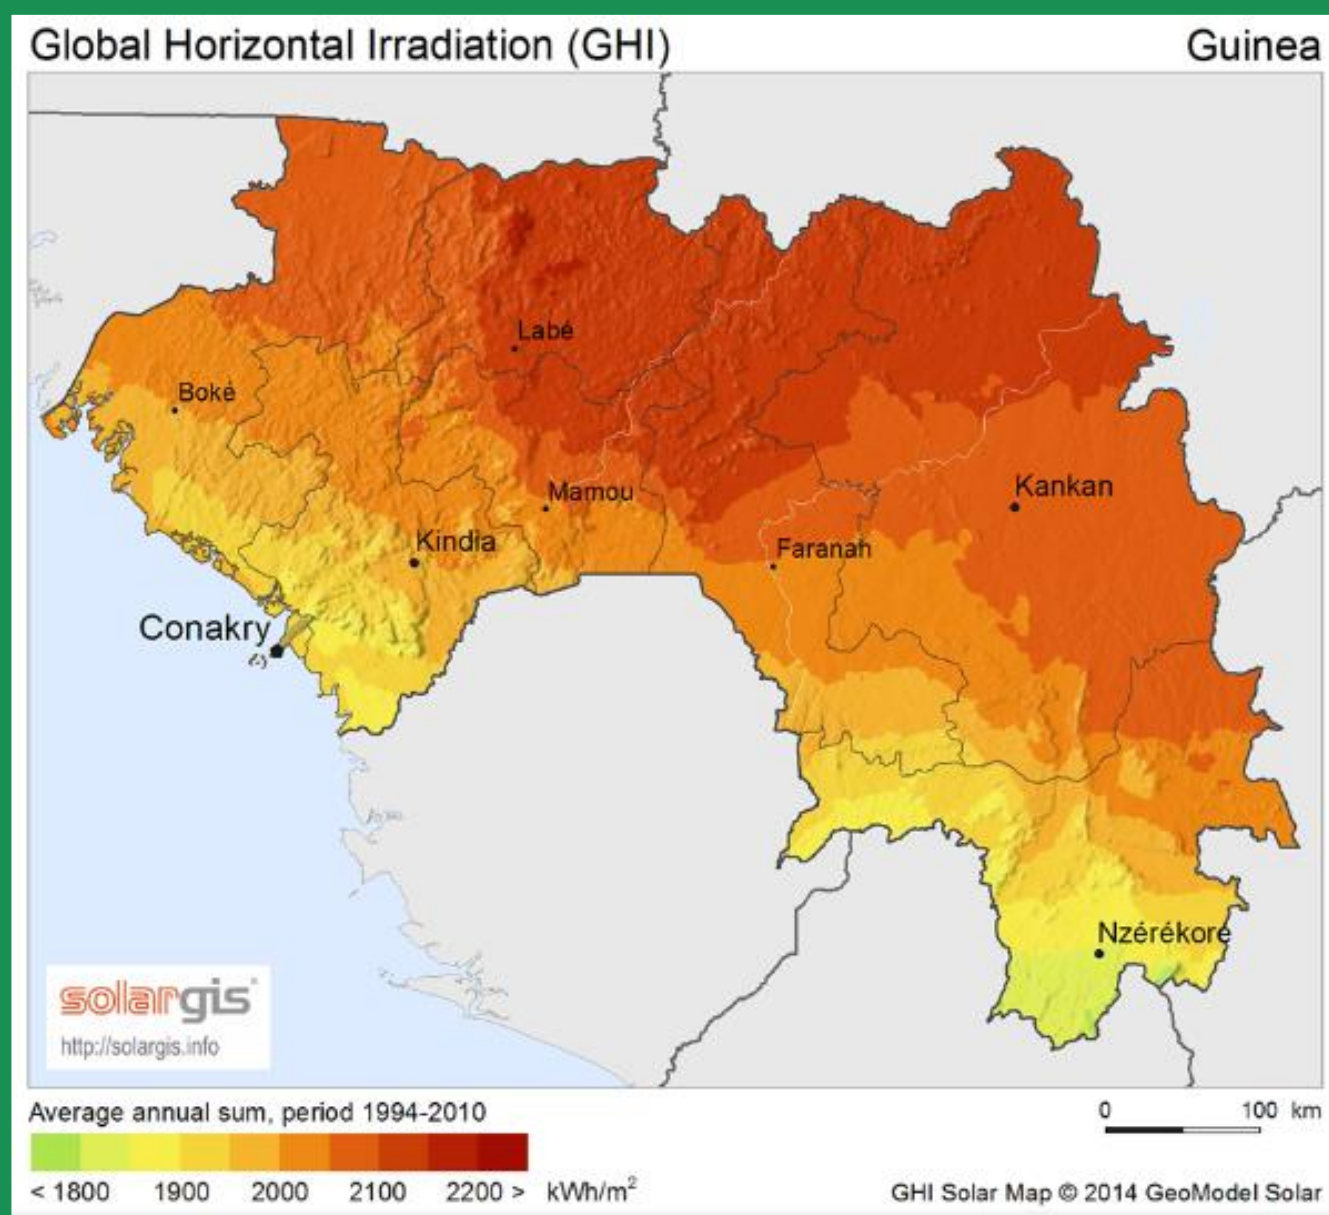 Global Horizontal Irradiation (GHI)
Guinea
Labé
Boké
Mamou
Kankan
Kindia
Faranah
Conakry
Nzérékoré
solargis
http://solargis.info
Average annual sum, period 1994-2010
0 100 km
< 1800 1900 2000 2100 2200 > kWh/m²
GHI Solar Map © 2014 GeoModel Solar